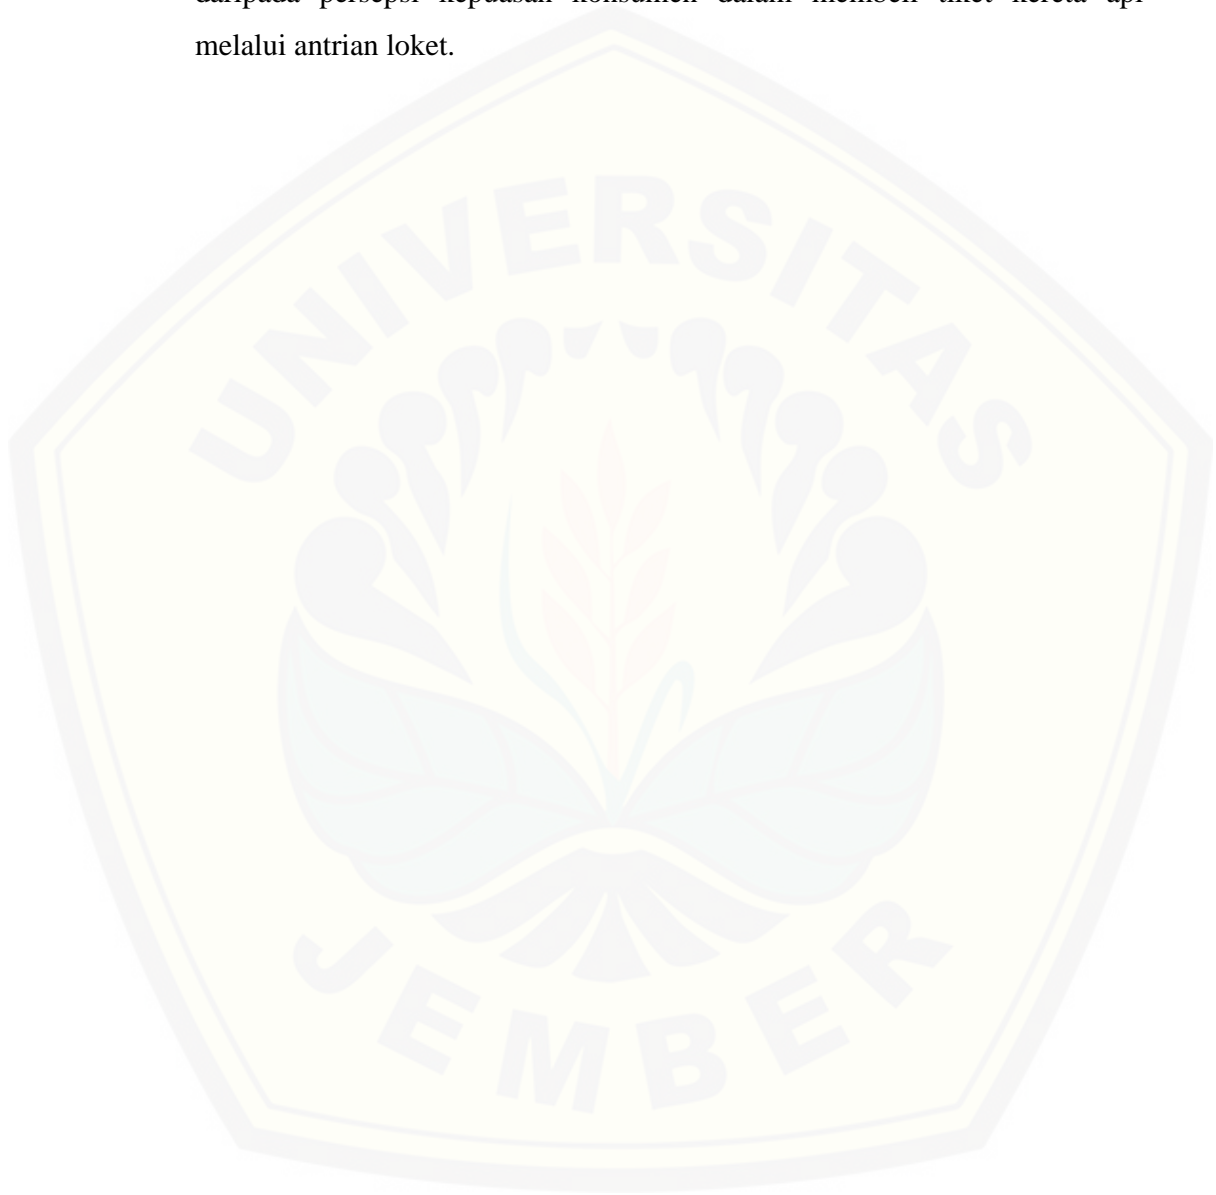 daripada persepsi kepuasan konsumen dalam membeli tiket kereta api
melalui antrian loket.
UNIVERSITAS
JEMBER